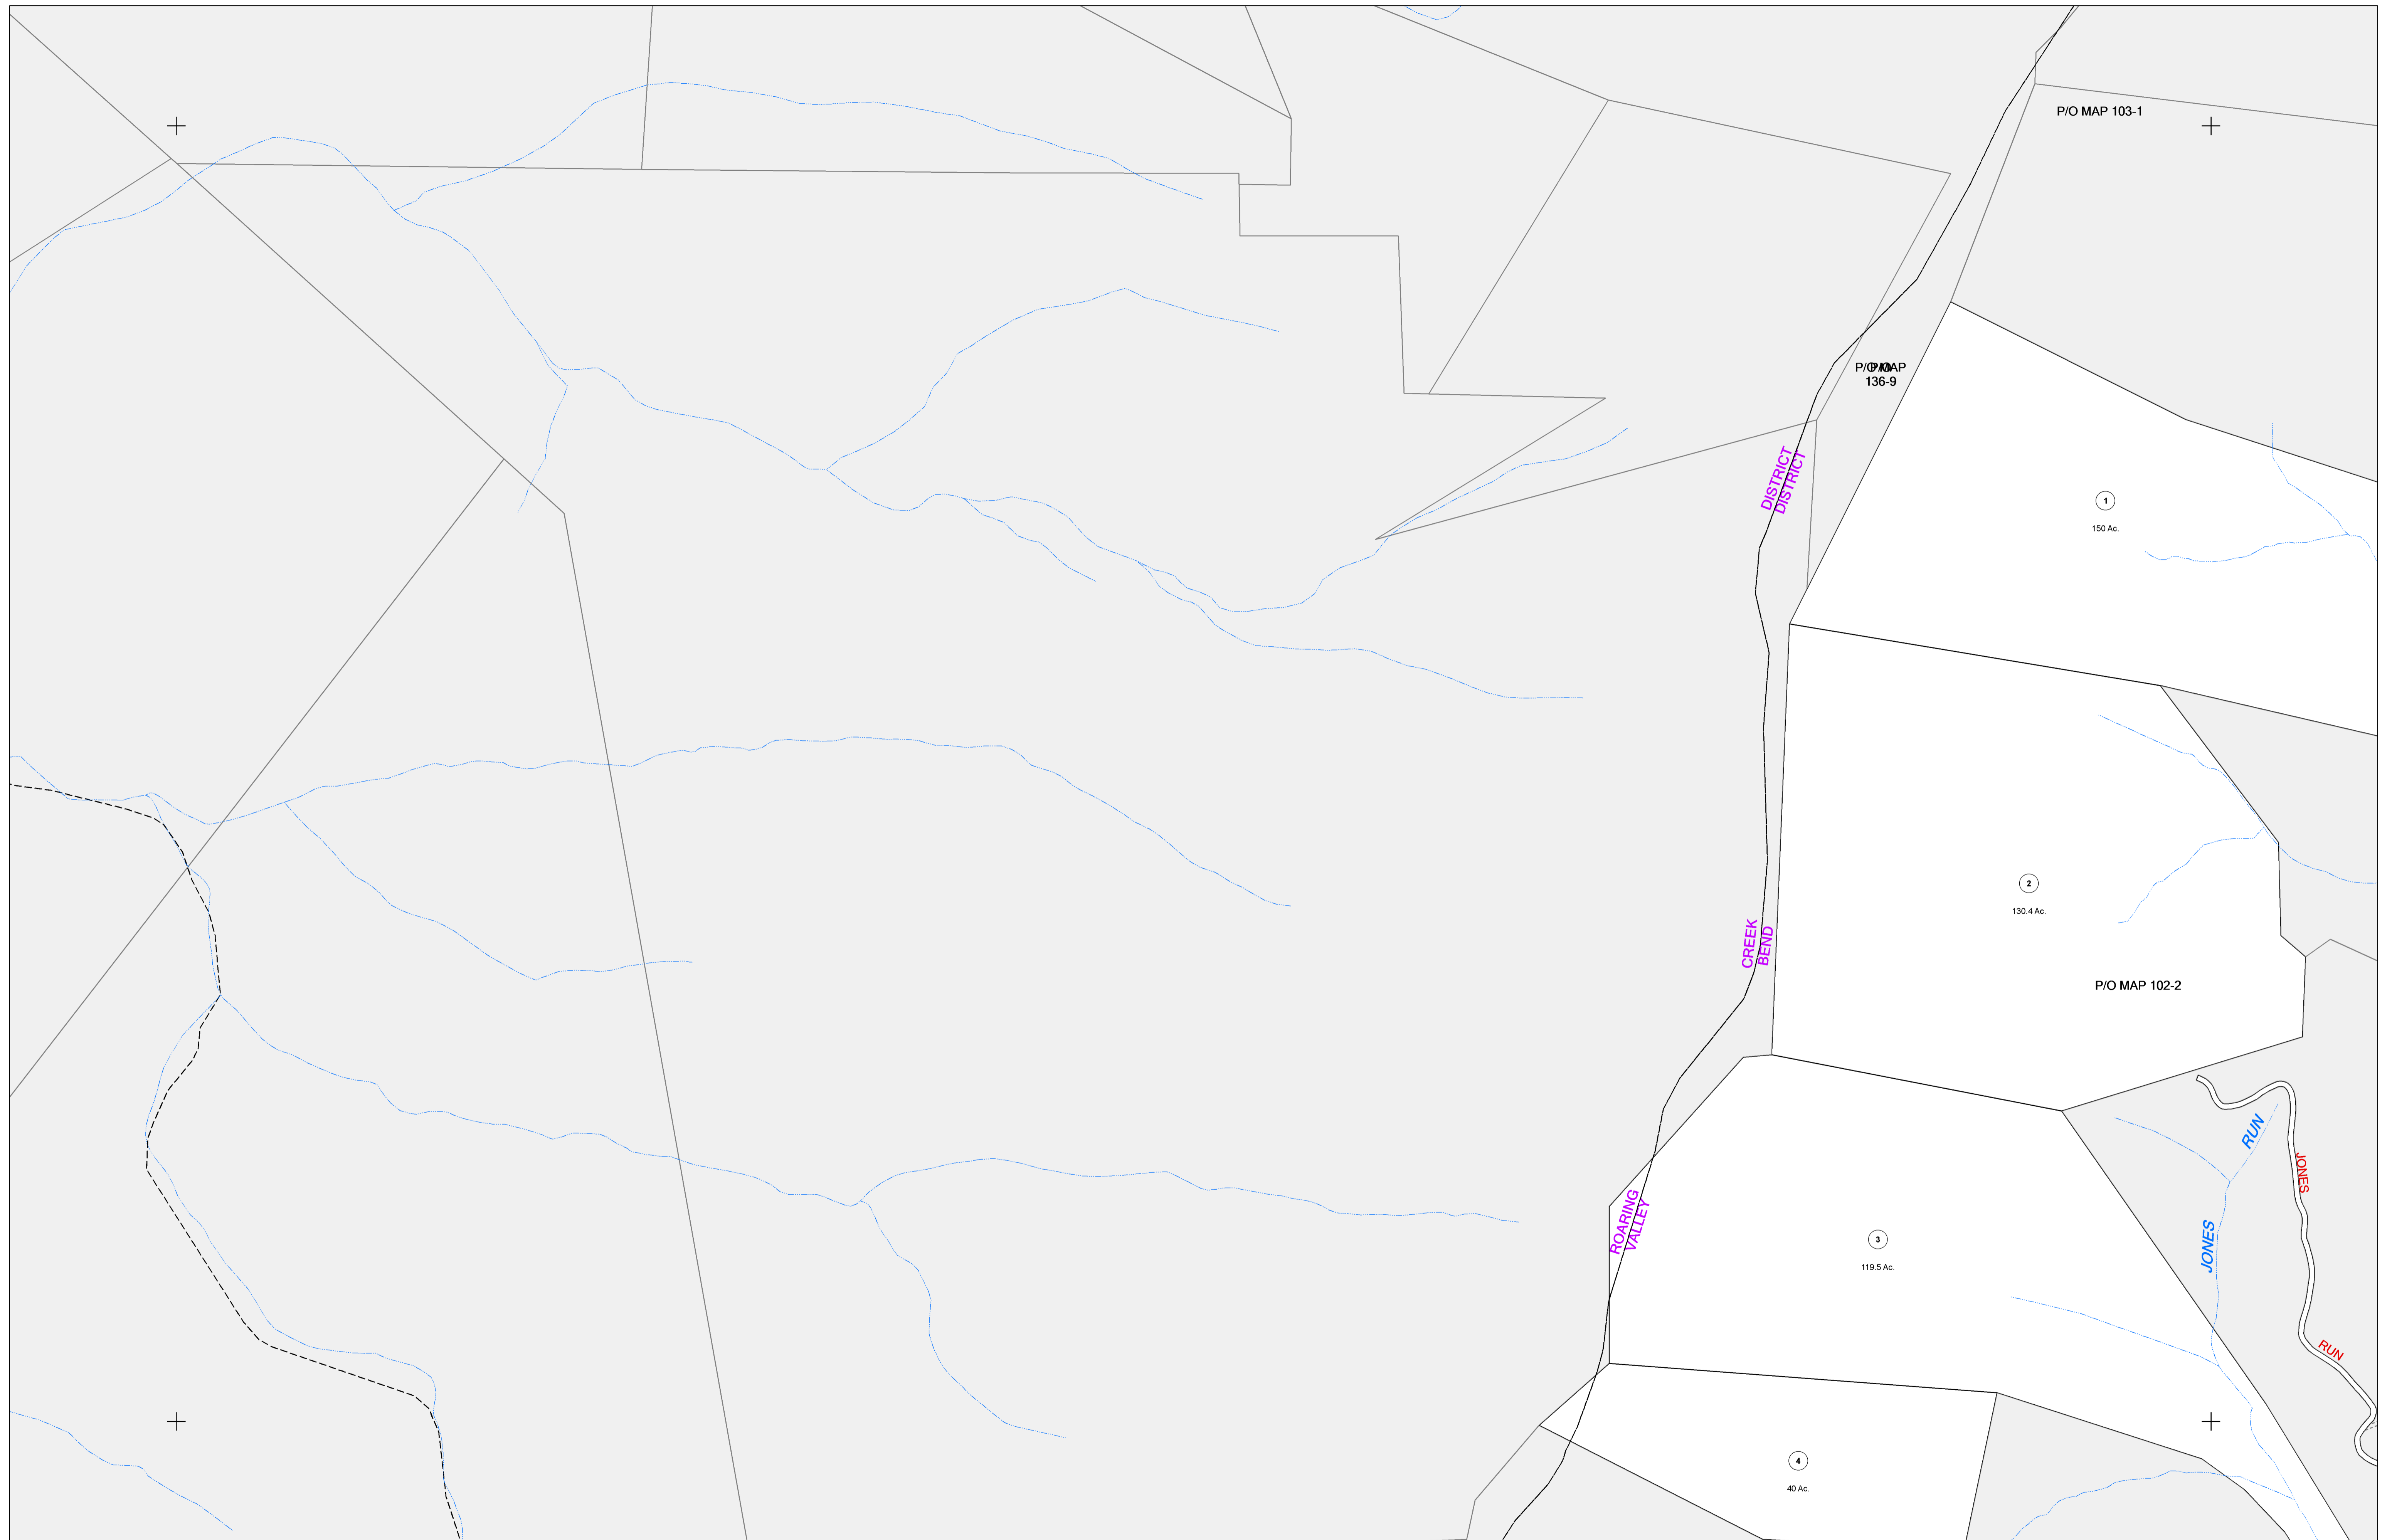 P/O MAP 103-1
P/O MAP
136-9
DISTRICT
DISTRICT
1
150 Ac.
2
130.4 Ac.
CREEK
BEND
P/O MAP 102-2
RUN
JONES
ROARING
VALLEY
3
119.5 Ac.
JONES
RUN
4
40 Ac.